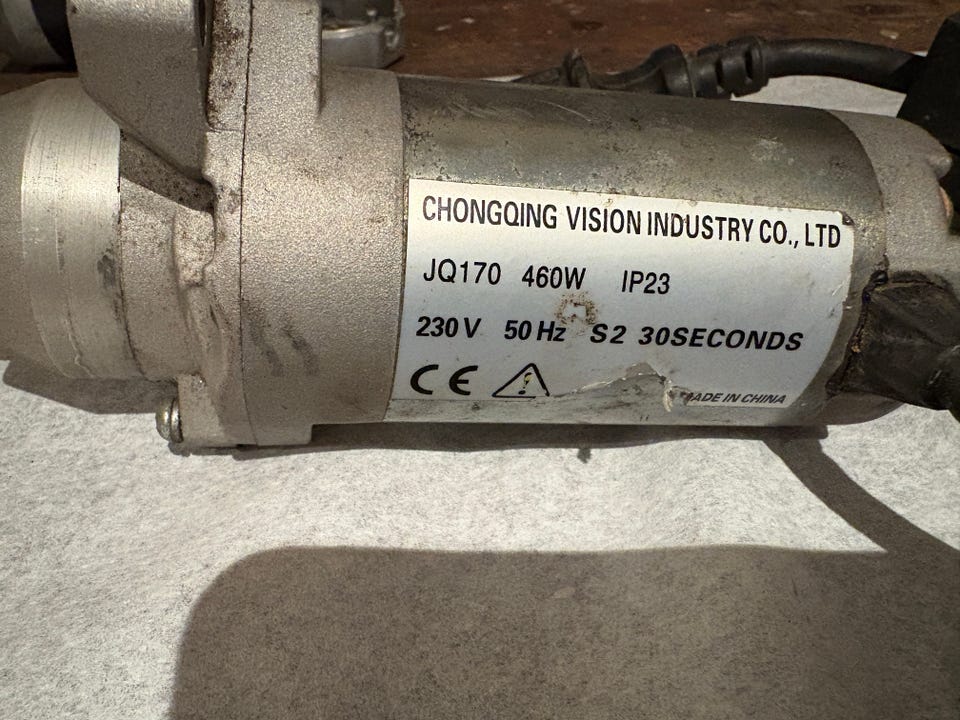 CHONGQING VISION INDUSTRY CO., LTD
JQ170 460W IP23
230V 50Hz S2 30SECONDS
CE MADE IN CHINA